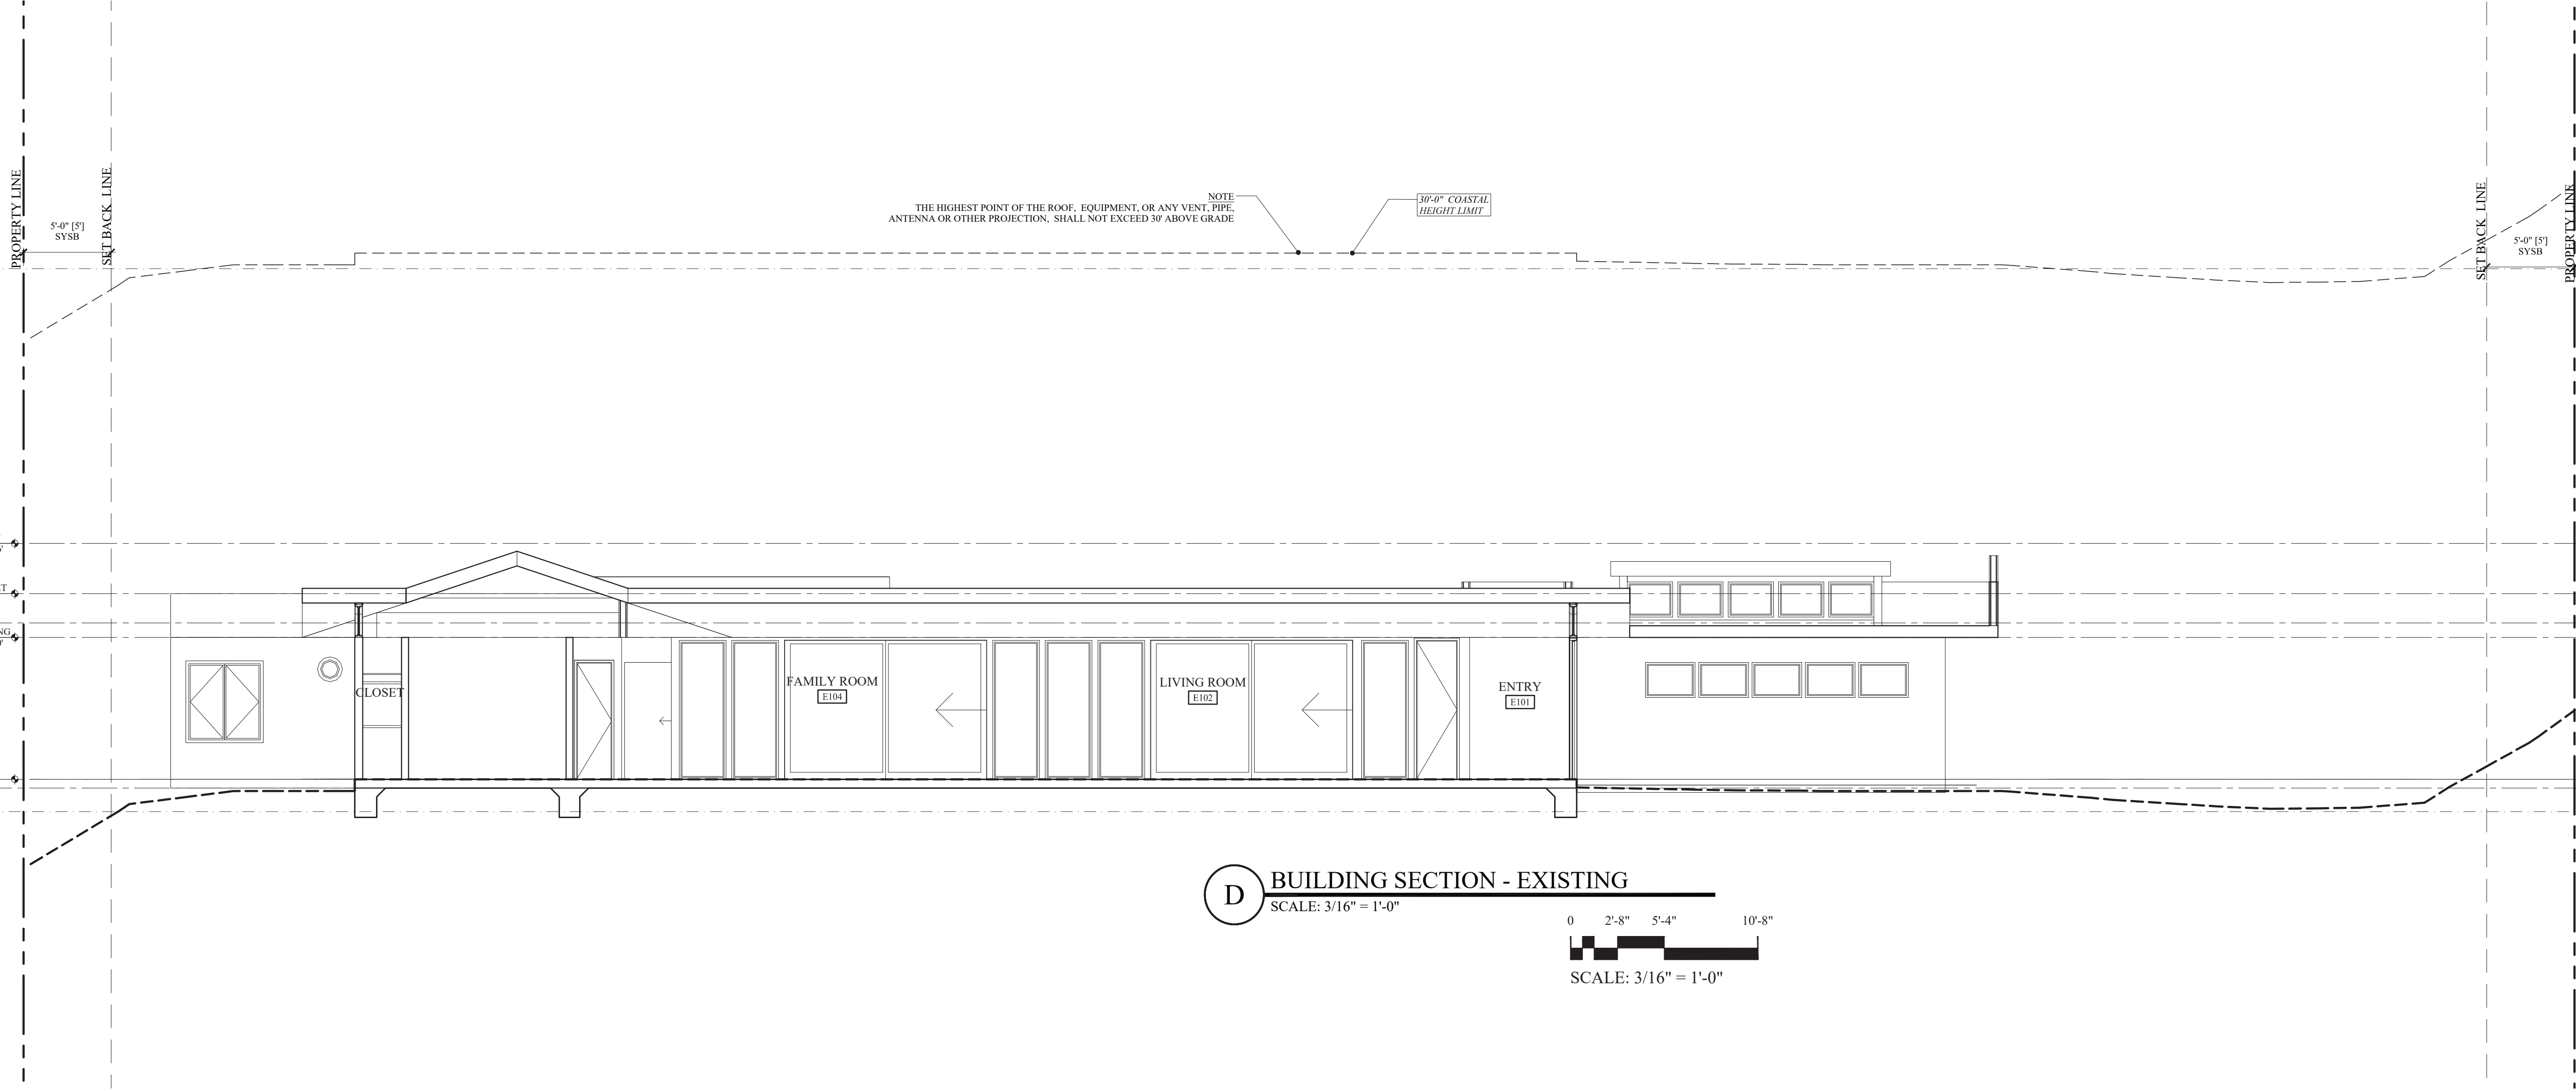 PROPERTY LINE
SET BACK LINE
5'-0" [5']
SYSB
NOTE
THE HIGHEST POINT OF THE ROOF, EQUIPMENT, OR ANY VENT, PIPE,
ANTENNA OR OTHER PROJECTION, SHALL NOT EXCEED 30' ABOVE GRADE
30'-0" COASTAL
HEIGHT LIMIT
SET BACK LINE
5'-0" [5']
SYSB
PROPERTY LINE
CLOSET
FAMILY ROOM
E104
LIVING ROOM
E102
ENTRY
E101
D
BUILDING SECTION - EXISTING
SCALE: 3/16" = 1'-0"
0 2'-8" 5'-4" 10'-8"
SCALE: 3/16" = 1'-0"